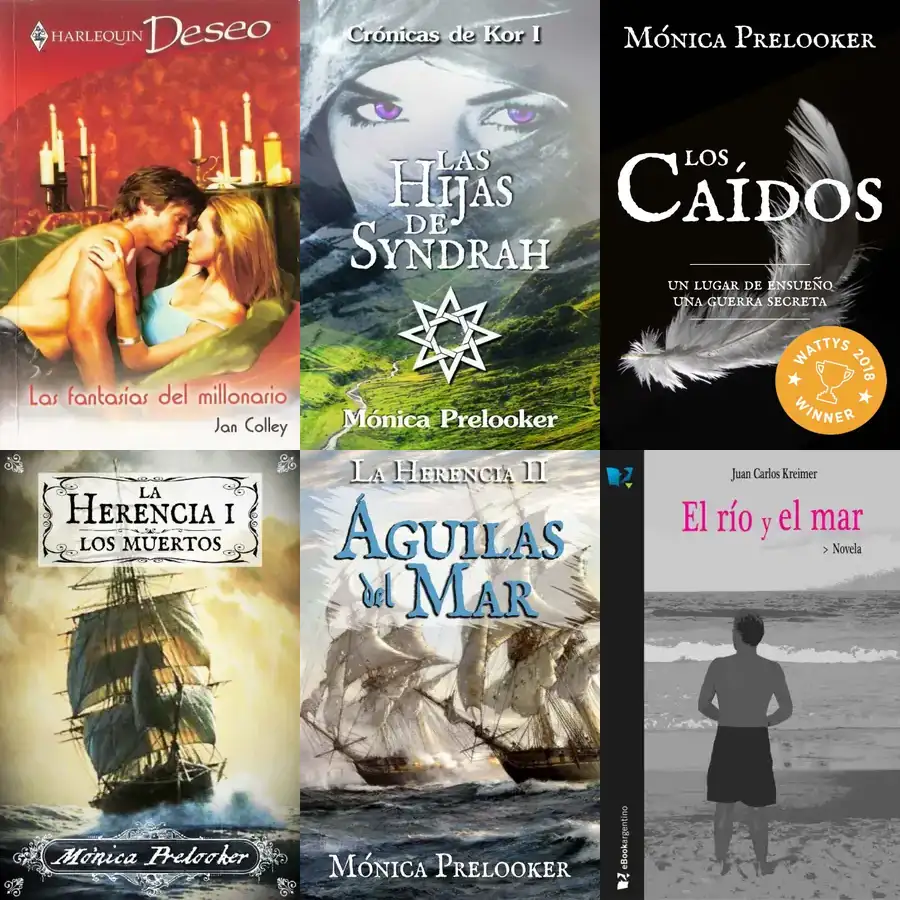 HARLEQUIN Deseo
Las fantasías del millonario
Jan Colley
Crónicas de Kor I
LAS
HIJAS
DE
SYNDRAH
Mónica Prelooker
MÓNICA PRELOOKER
LOS
CAÍDOS
UN LUGAR DE ENSUEÑO
UNA GUERRA SECRETA
WATTYS 2018
WINNER
LA
HERENCIA I
LOS MUERTOS
Mónica Prelooker
LA HERENCIA II
ÁGUILAS
del MAR
MÓNICA PRELOOKER
Juan Carlos Kreimer
El río y el mar
> Novela
eBookargentino